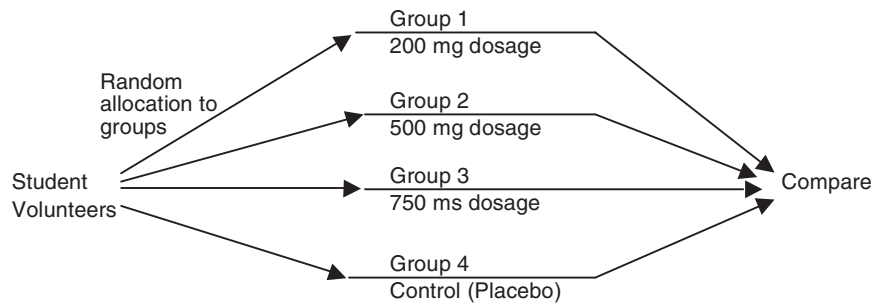 Group 1
200 mg dosage
Random
allocation to
groups
Group 2
500 mg dosage
Student
Volunteers
Group 3
750 ms dosage
Compare
Group 4
Control (Placebo)